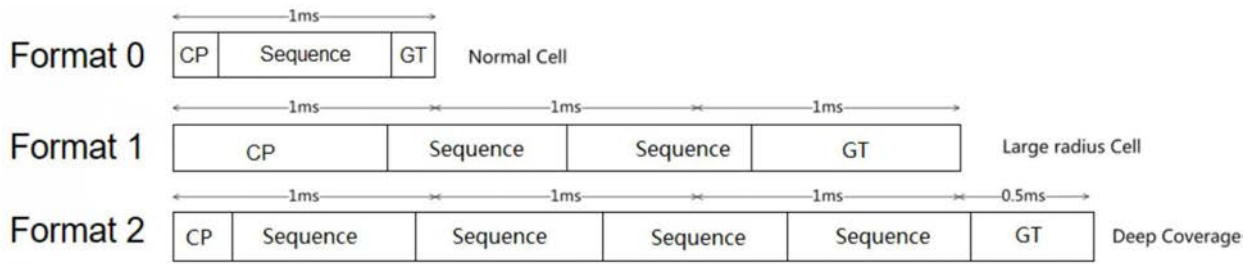 1ms
Format 0 CP Sequence GT Normal Cell
1ms 1ms 1ms
Format 1 CP Sequence Sequence GT Large radius Cell
1ms 1ms 1ms 0.5ms
Format 2 CP Sequence Sequence Sequence Sequence GT Deep Coverage